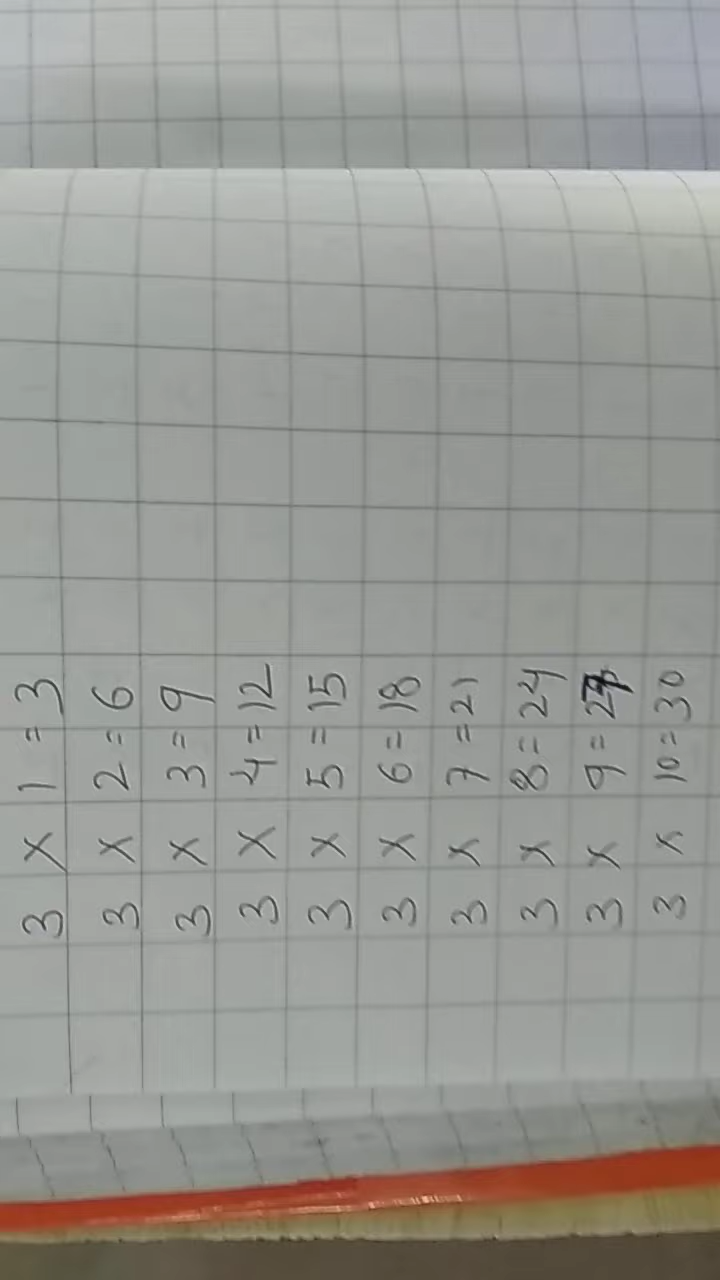 3 x 1 = 3
3 x 2 = 6
3 x 3 = 9
3 x 4 = 12
3 x 5 = 15
3 x 6 = 18
3 x 7 = 21
3 x 8 = 24
3 x 9 = 27
3 x 10 = 30